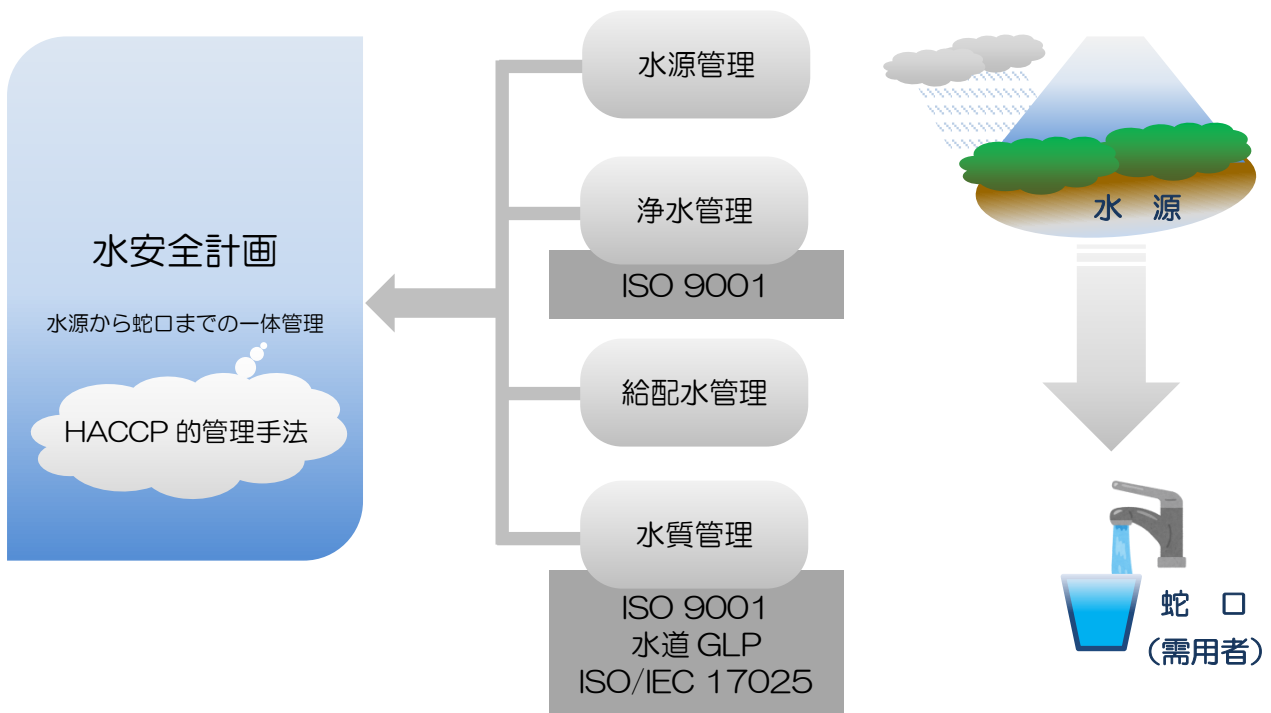 水安全計画
水源から蛇口までの一体管理
HACCP 的管理手法
水源管理
浄水管理
ISO 9001
給配水管理
水質管理
ISO 9001
水道 GLP
ISO/IEC 17025
水 源
蛇 口
(需用者)